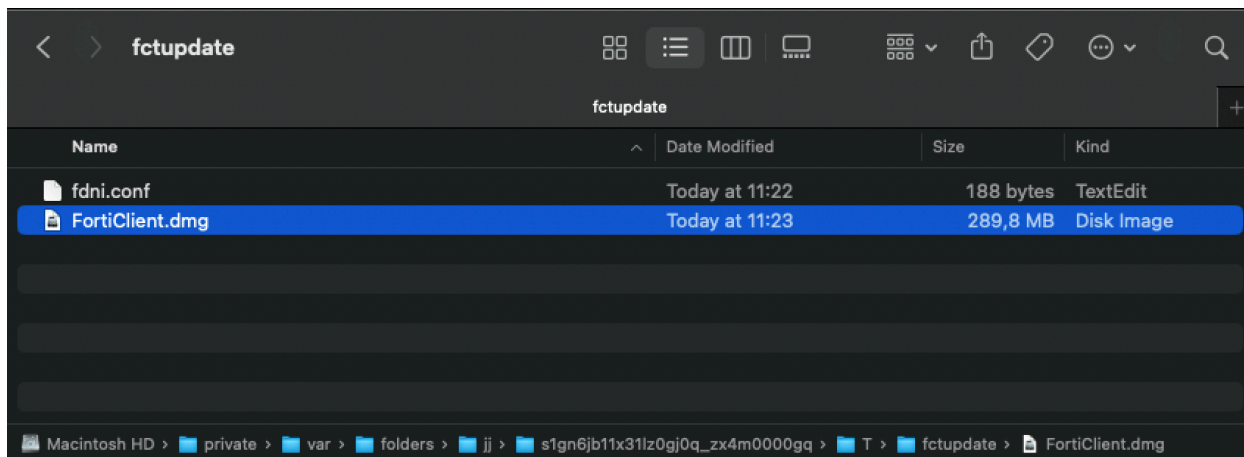 fctupdate
fctupdate
Name Date Modified Size Kind
fdni.conf Today at 11:22 188 bytes TextEdit
FortiClient.dmg Today at 11:23 289,8 MB Disk Image
Macintosh HD › private › var › folders › jj › s1gn6jb11x31lz0gj0q_zx4m0000gq › T › fctupdate › FortiClient.dmg